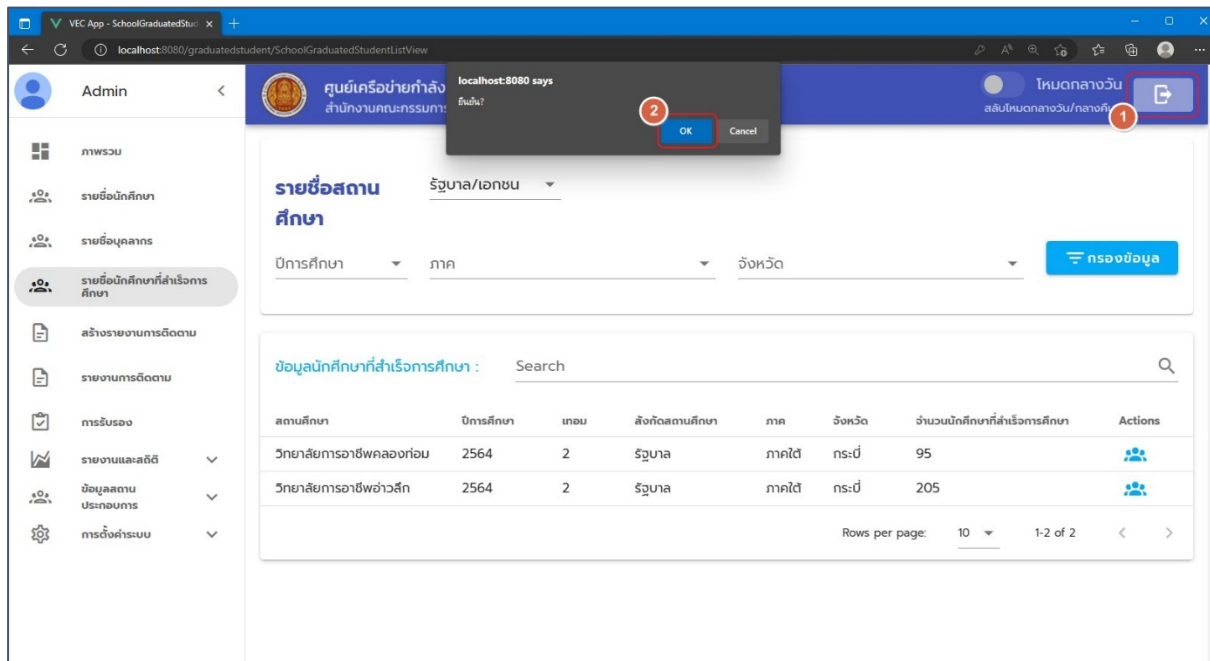 VEC App - SchoolGraduatedStud
localhost:8080/graduatedstudent/SchoolGraduatedStudentListView
Admin
ศูนย์เครือข่ายกำลัง
สำนักงานคณะกรรมการ
localhost:8080 says
ยืนยัน?
2
OK
Cancel
โหมดกลางวัน
สลับโหมดกลางวัน/กลางคืน
1
ภาพรวม
รายชื่อนักศึกษา
รายชื่อบุคลากร
รายชื่อนักศึกษาที่สำเร็จการ
ศึกษา
สร้างรายงานการติดตาม
รายงานการติดตาม
การรับรอง
รายงานและสถิติ
ข้อมูลสถาน
ประกอบการ
การตั้งค่าระบบ
รายชื่อสถาน
ศึกษา
รัฐบาล/เอกชน
ปีการศึกษา
ภาค
จังหวัด
กรองข้อมูล
ข้อมูลนักศึกษาที่สำเร็จการศึกษา :
Search
สถานศึกษา ปีการศึกษา เทอม สังกัดสถานศึกษา ภาค จังหวัด จำนวนนักศึกษาที่สำเร็จการศึกษา Actions
วิทยาลัยการอาชีพคลองท่อม 2564 2 รัฐบาล ภาคใต้ กระบี่ 95
วิทยาลัยการอาชีพอ่าวลึก 2564 2 รัฐบาล ภาคใต้ กระบี่ 205
Rows per page: 10 1-2 of 2